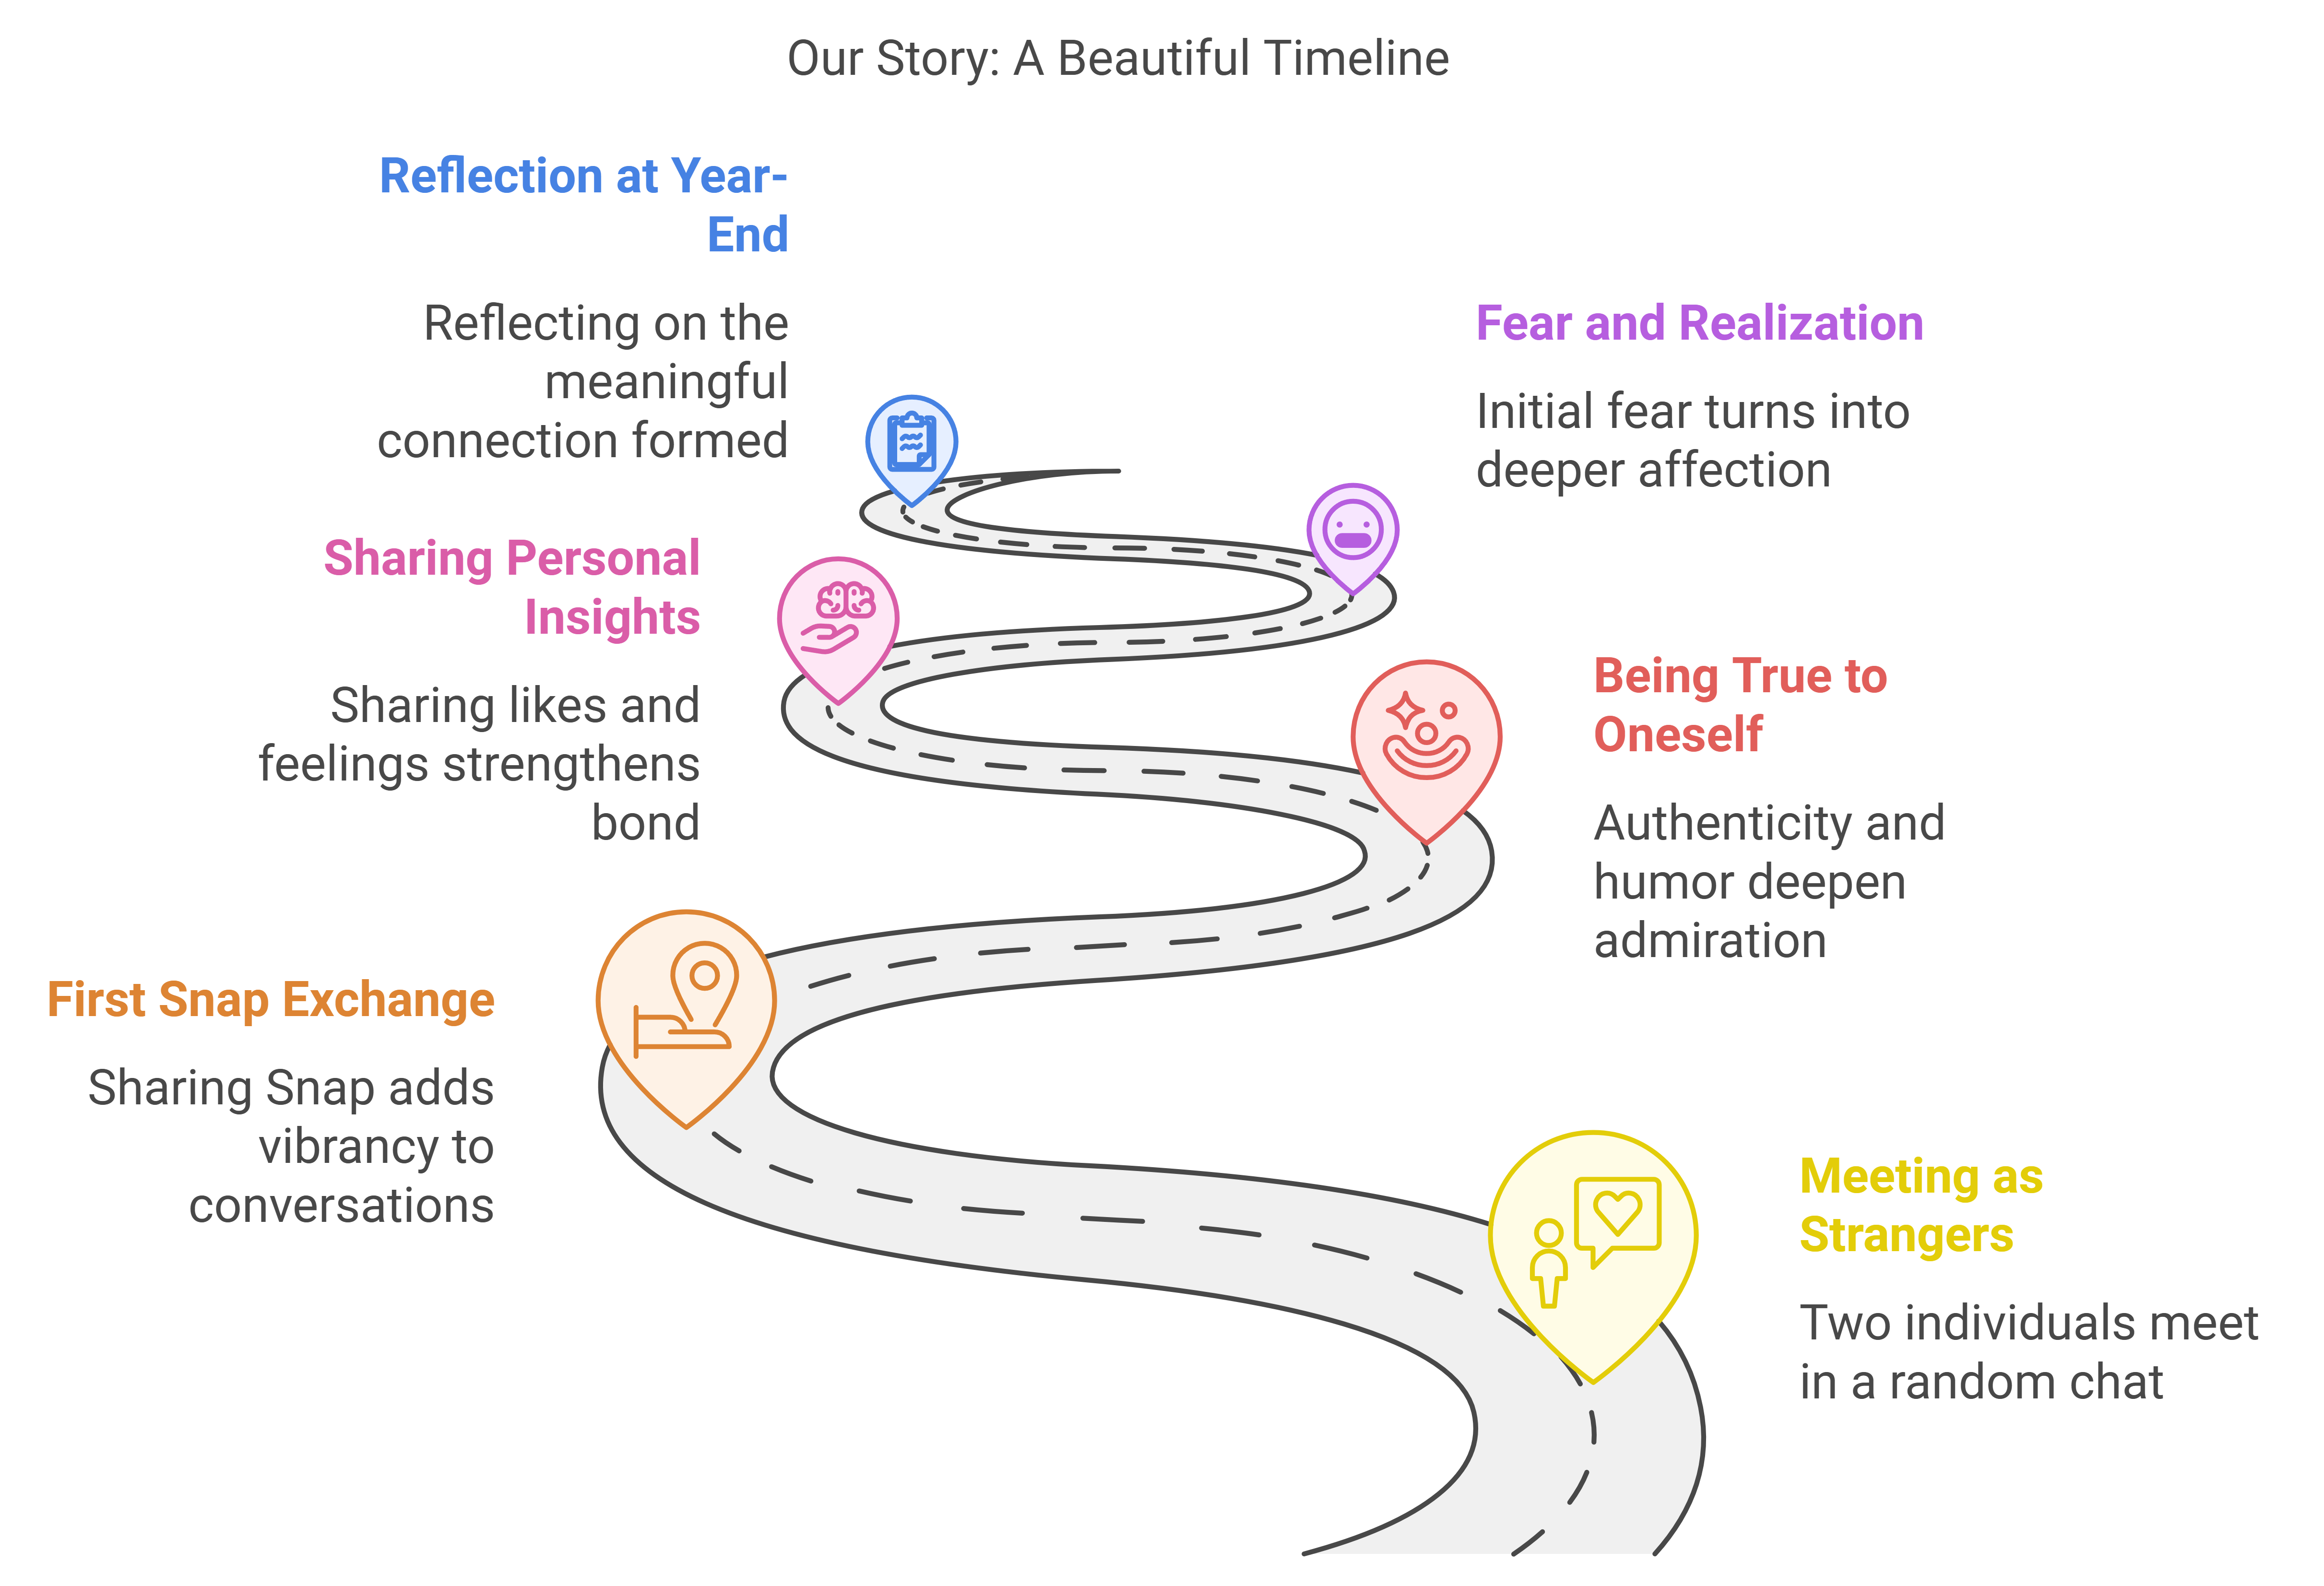 Our Story: A Beautiful Timeline
Reflection at Year-
End
Reflecting on the
meaningful
connection formed
Fear and Realization
Initial fear turns into
deeper affection
Sharing Personal
Insights
Sharing likes and
feelings strengthens
bond
Being True to
Oneself
Authenticity and
humor deepen
admiration
First Snap Exchange
Sharing Snap adds
vibrancy to
conversations
Meeting as
Strangers
Two individuals meet
in a random chat